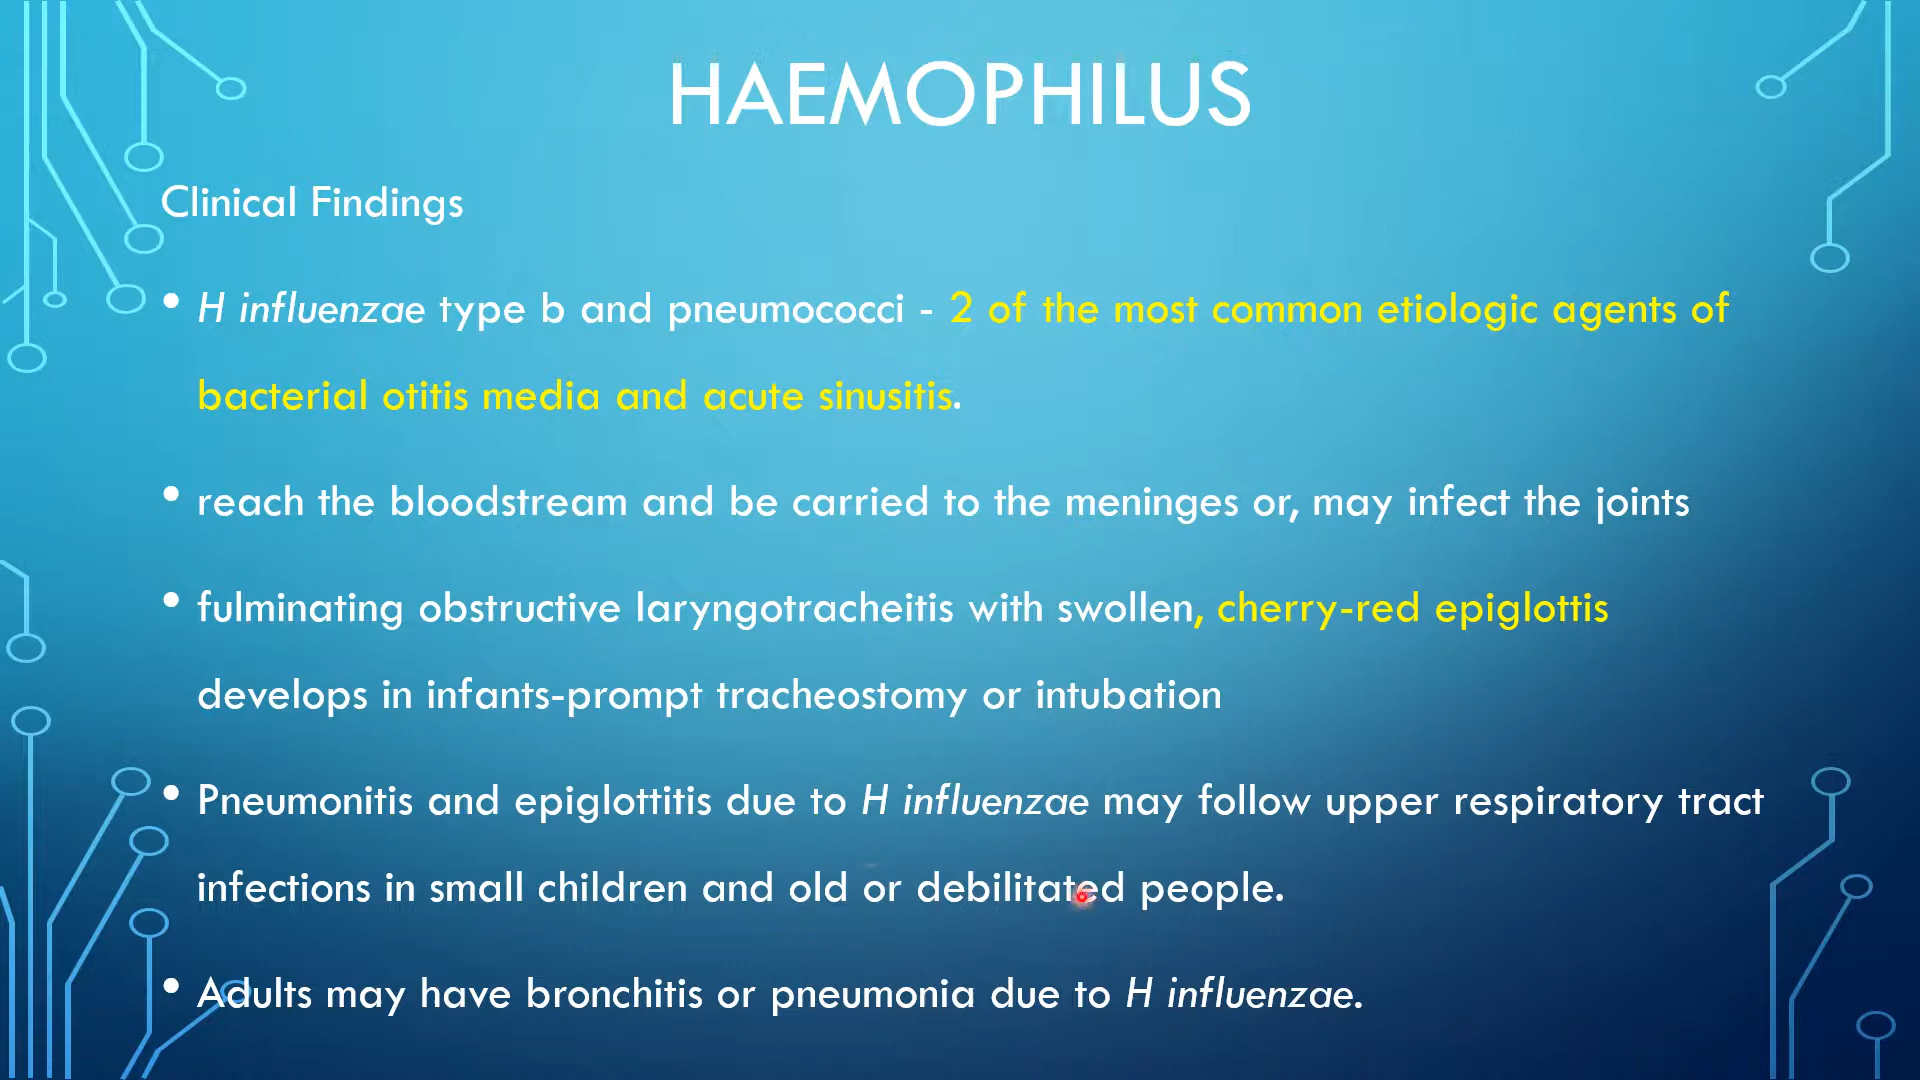 HAEMOPHILUS
Clinical Findings
• H influenzae type b and pneumococci - 2 of the most common etiologic agents of
bacterial otitis media and acute sinusitis.
• reach the bloodstream and be carried to the meninges or, may infect the joints
• fulminating obstructive laryngotracheitis with swollen, cherry-red epiglottis
develops in infants-prompt tracheostomy or intubation
• Pneumonitis and epiglottitis due to H influenzae may follow upper respiratory tract
infections in small children and old or debilitated people.
• Adults may have bronchitis or pneumonia due to H influenzae.